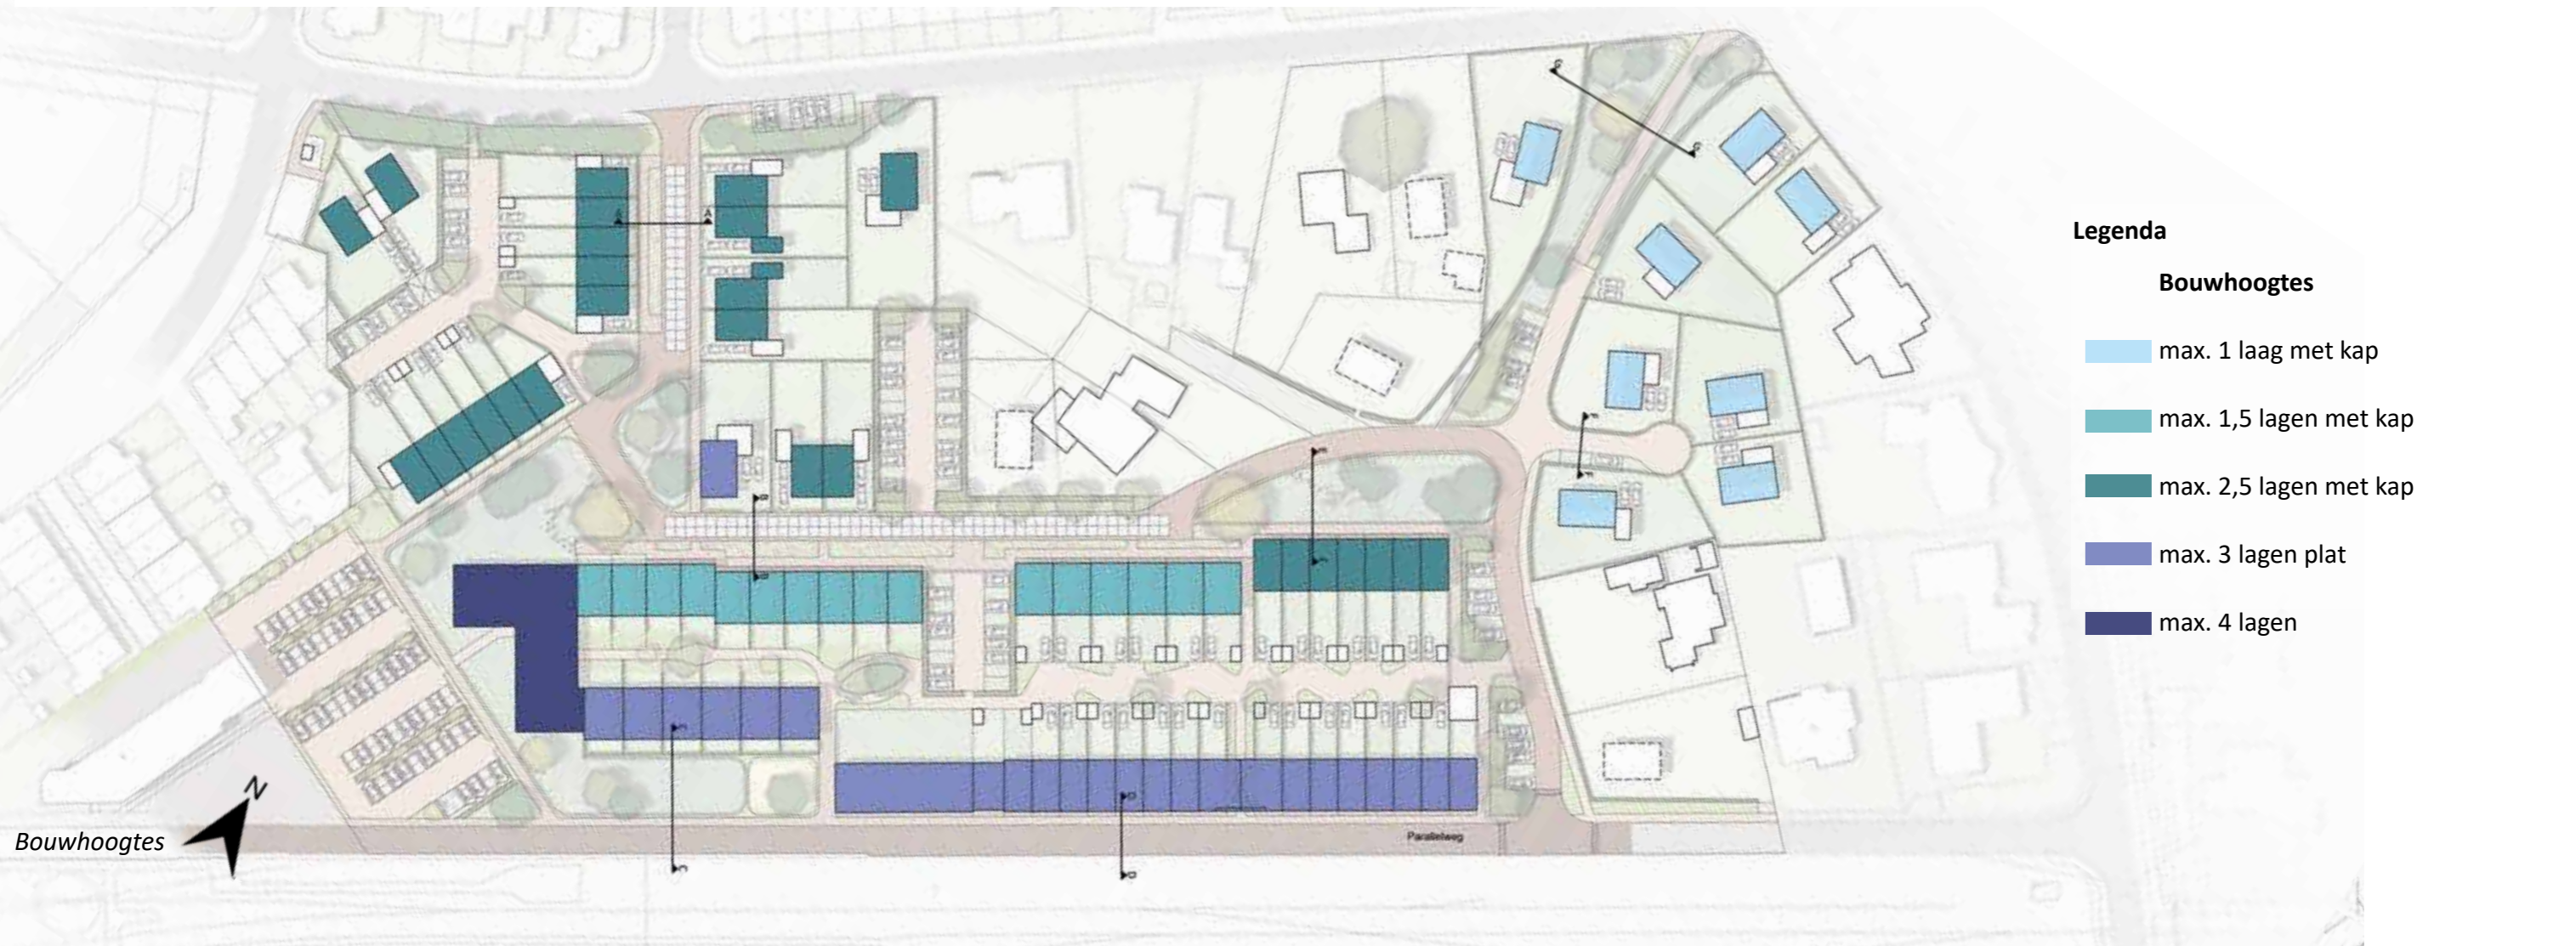 Legenda
Bouwhoogtes
max. 1 laag met kap
max. 1,5 lagen met kap
max. 2,5 lagen met kap
max. 3 lagen plat
max. 4 lagen
A
A
N
Bouwhoogtes
Parallelweg